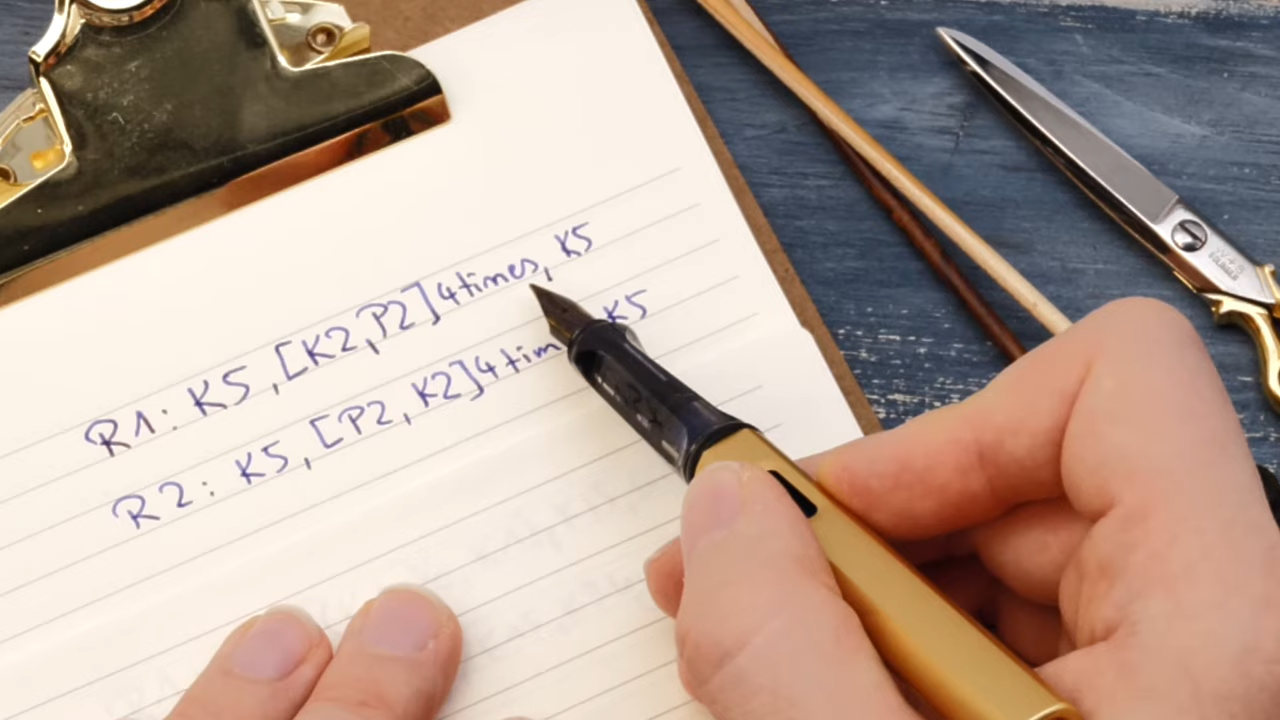 R1: K5, [K2, P2] 4 times, K5
R2: K5, [P2, K2] 4 tim K5